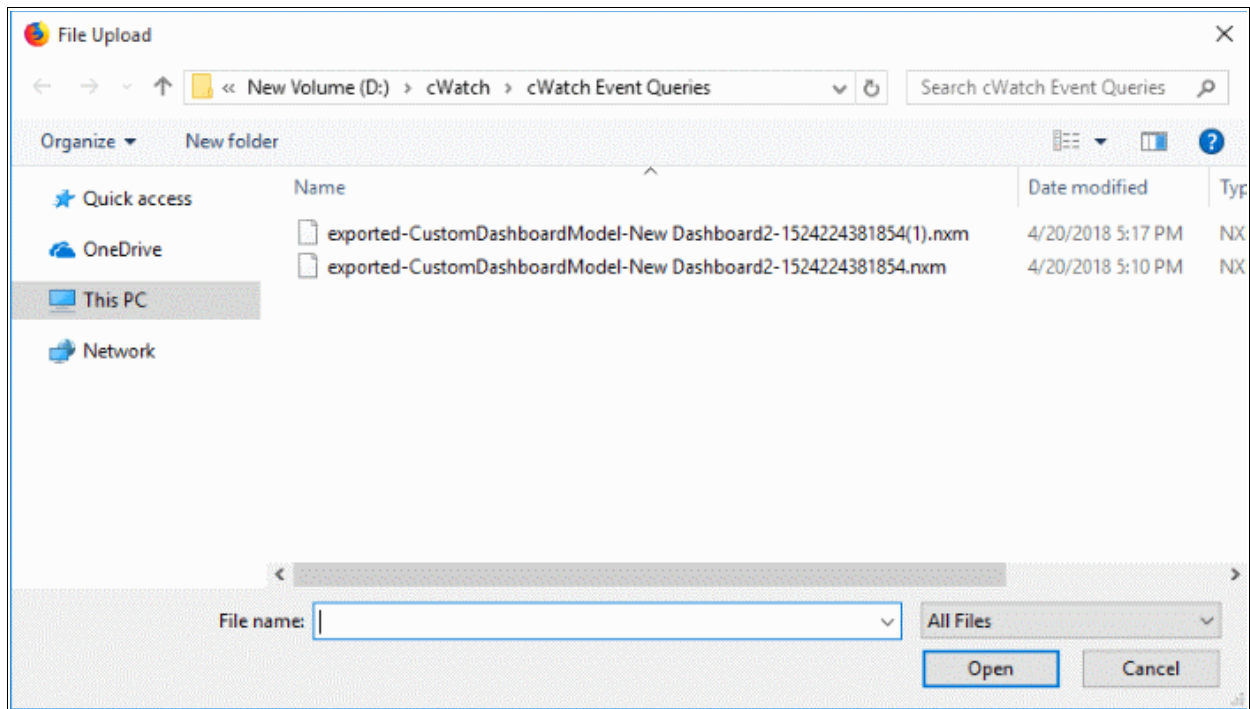 File Upload
« New Volume (D:) > cWatch > cWatch Event Queries
Search cWatch Event Queries
Organize
New folder
?
Name
Date modified
Typ
Quick access
OneDrive
This PC
Network
exported-CustomDashboardModel-New Dashboard2-1524224381854(1).nxm 4/20/2018 5:17 PM NX
exported-CustomDashboardModel-New Dashboard2-1524224381854.nxm 4/20/2018 5:10 PM NX
File name:
All Files
Open
Cancel